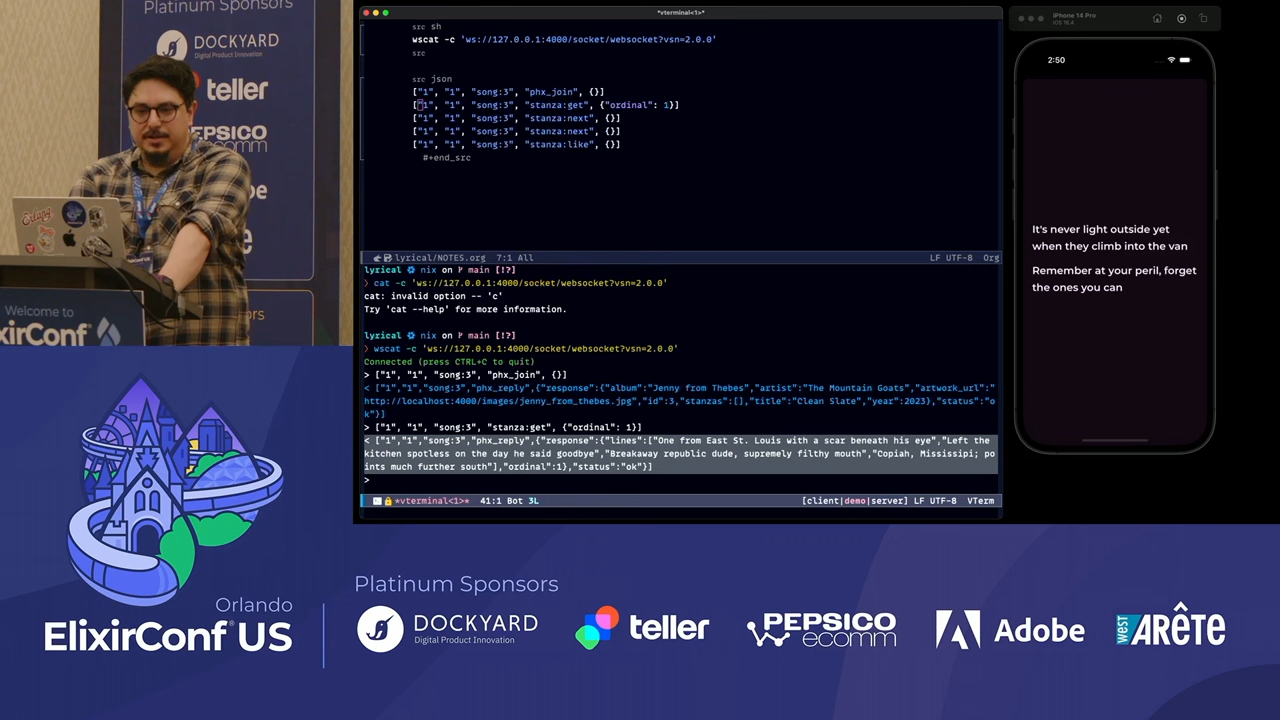 Platinum Sponsors
DOCKYARD
Digital Product Innovation
teller
PEPSICO
ecomm
Erlang
Welcome to
xirConf
ors
*vterminal<1>*
src sh
wscat -c 'ws://127.0.0.1:4000/socket/websocket?vsn=2.0.0'
src
src json
["1", "1", "song:3", "phx_join", {}]
["1", "1", "song:3", "stanza:get", {"ordinal": 1}]
["1", "1", "song:3", "stanza:next", {}]
["1", "1", "song:3", "stanza:next", {}]
["1", "1", "song:3", "stanza:like", {}]
#+end_src
lyrical/NOTES.org 7:1 All LF UTF-8 Org
lyrical nix on main [!?]
> cat -c 'ws://127.0.0.1:4000/socket/websocket?vsn=2.0.0'
cat: invalid option -- 'c'
Try 'cat --help' for more information.
lyrical nix on main [!?]
> wscat -c 'ws://127.0.0.1:4000/socket/websocket?vsn=2.0.0'
Connected (press CTRL+C to quit)
> ["1", "1", "song:3", "phx_join", {}]
< ["1","1","song:3","phx_reply",{"response":{"album":"Jenny from Thebes","artist":"The Mountain Goats","artwork_url":"
http://localhost:4000/images/jenny_from_thebes.jpg","id":3,"stanzas":[],"title":"Clean Slate","year":2023},"status":"o
k"}]
> ["1", "1", "song:3", "stanza:get", {"ordinal": 1}]
< ["1","1","song:3","phx_reply",{"response":{"lines":["One from East St. Louis with a scar beneath his eye","Left the
kitchen spotless on the day he said goodbye","Breakaway republic dude, supremely filthy mouth","Copiah, Mississipi; po
ints much further south"],"ordinal":1},"status":"ok"}]
>
*vterminal<1>* 41:1 Bot 3L [client|demo|server] LF UTF-8 VTerm
iPhone 14 Pro
iOS 16.4
2:50
It's never light outside yet
when they climb into the van
Remember at your peril, forget
the ones you can
Orlando
ElixirConf® US
Platinum Sponsors
DOCKYARD
Digital Product Innovation
teller
PEPSICO
ecomm
Adobe
west ARÊTE